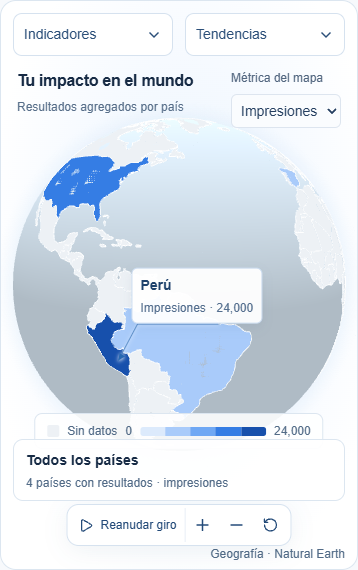 Indicadores
Tendencias
Tu impacto en el mundo
Métrica del mapa
Resultados agregados por país
Impresiones
Perú
Impresiones · 24,000
Sin datos 0 24,000
Todos los países
4 países con resultados · impresiones
Reanudar giro
Geografía · Natural Earth